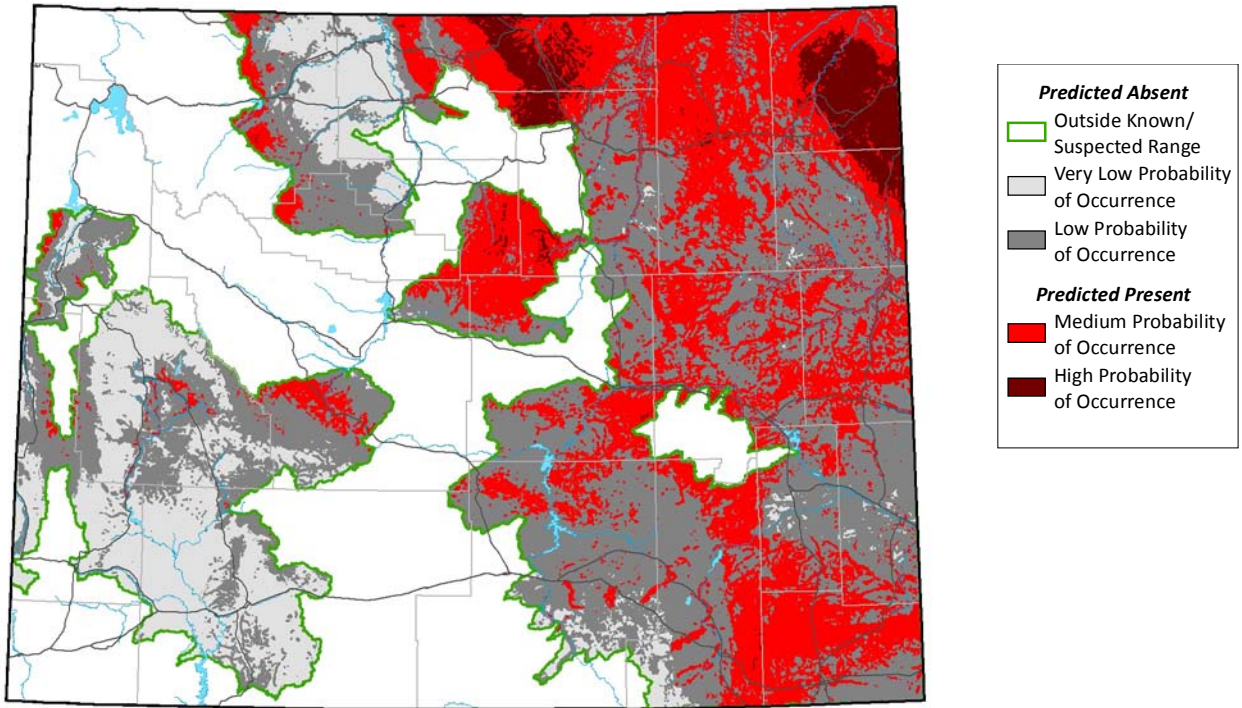 Predicted Absent
Outside Known/
Suspected Range
Very Low Probability
of Occurrence
Low Probability
of Occurrence
Predicted Present
Medium Probability
of Occurrence
High Probability
of Occurrence